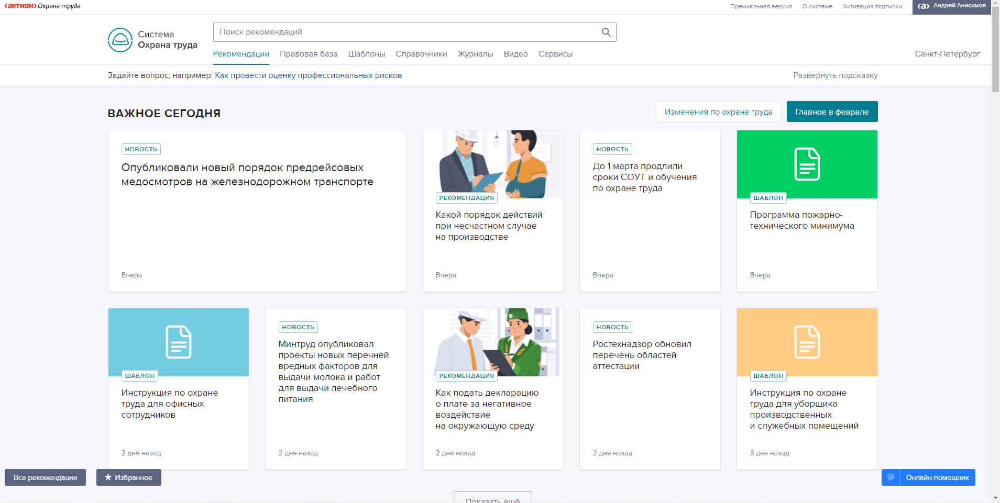 ‹актион› Охрана труда
Премиальная версия
О системе
Активация подписки
‹а› Андрей Анисимов
Система
Охрана труда
Поиск рекомендаций
Рекомендации
Правовая база
Шаблоны
Справочники
Журналы
Видео
Сервисы
Санкт-Петербург
Задайте вопрос, например: Как провести оценку профессиональных рисков
Развернуть подсказку
ВАЖНОЕ СЕГОДНЯ
Изменения по охране труда
Главное в феврале
НОВОСТЬ
Опубликовали новый порядок предрейсовых
медосмотров на железнодорожном транспорте
Вчера
РЕКОМЕНДАЦИЯ
Какой порядок действий
при несчастном случае
на производстве
Вчера
НОВОСТЬ
До 1 марта продлили
сроки СОУТ и обучения
по охране труда
Вчера
ШАБЛОН
Программа пожарно-
технического минимума
Вчера
ШАБЛОН
Инструкция по охране
труда для офисных
сотрудников
2 дня назад
НОВОСТЬ
Минтруд опубликовал
проекты новых перечней
вредных факторов для
выдачи молока и работ
для выдачи лечебного
питания
2 дня назад
РЕКОМЕНДАЦИЯ
Как подать декларацию
о плате за негативное
воздействие
на окружающую среду
2 дня назад
НОВОСТЬ
Ростехнадзор обновил
перечень областей
аттестации
2 дня назад
ШАБЛОН
Инструкция по охране
труда для уборщика
производственных
и служебных помещений
3 дня назад
Все рекомендации
Избранное
Онлайн-помощник
Показать ещё